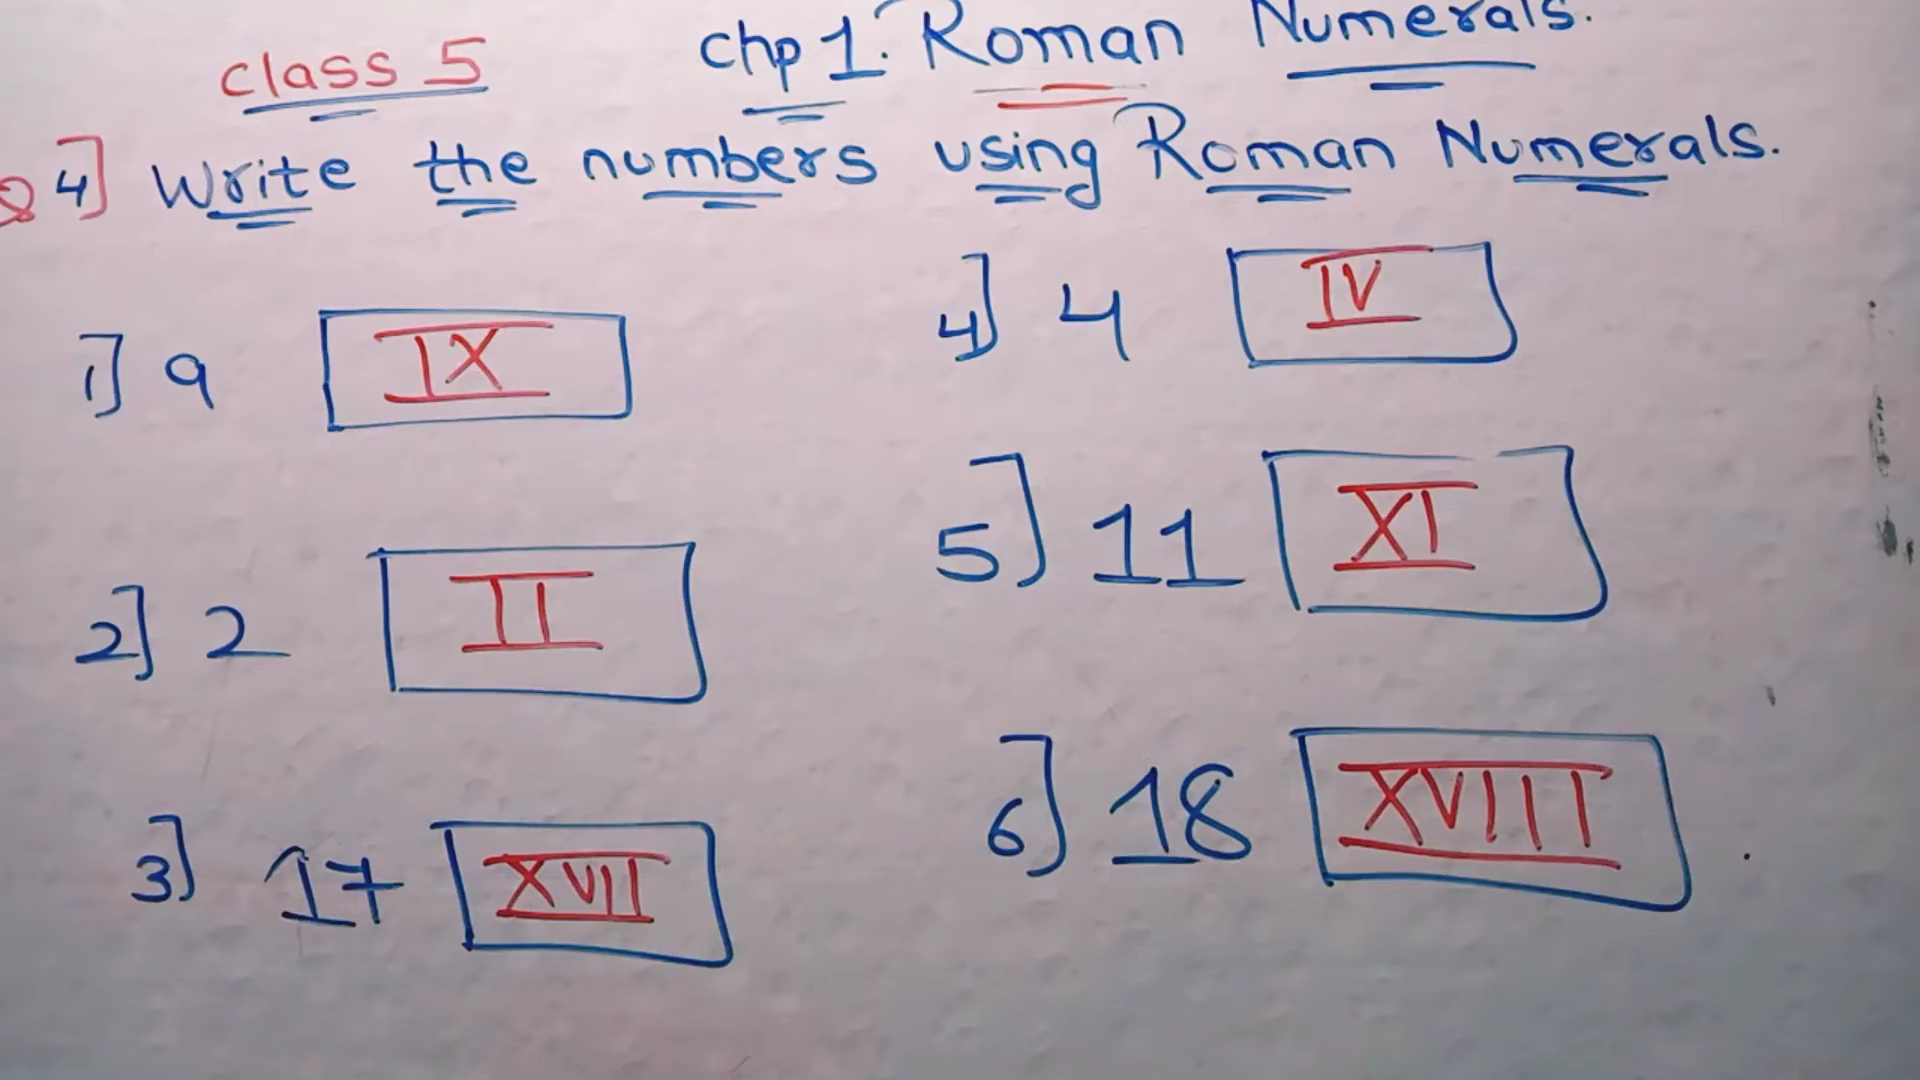 class 5 chp 1. Roman Numerals.
Q 4] Write the numbers using Roman Numerals.
1] 9 IX
2] 2 II
3] 17 XVII
4] 4 IV
5] 11 XI
6] 18 XVIII